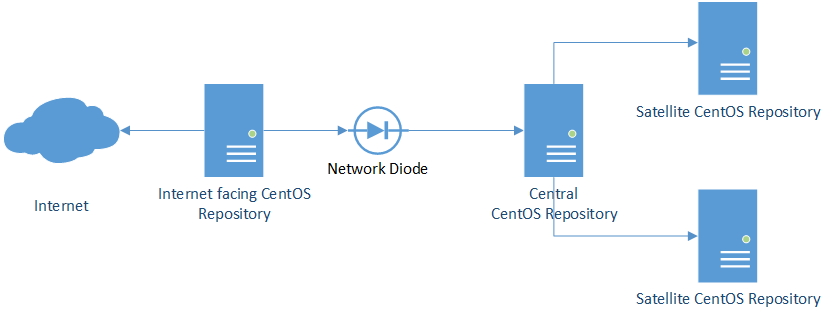 Satellite CentOS Repository
Network Diode
Internet
Internet facing CentOS
Repository
Central
CentOS Repository
Satellite CentOS Repository